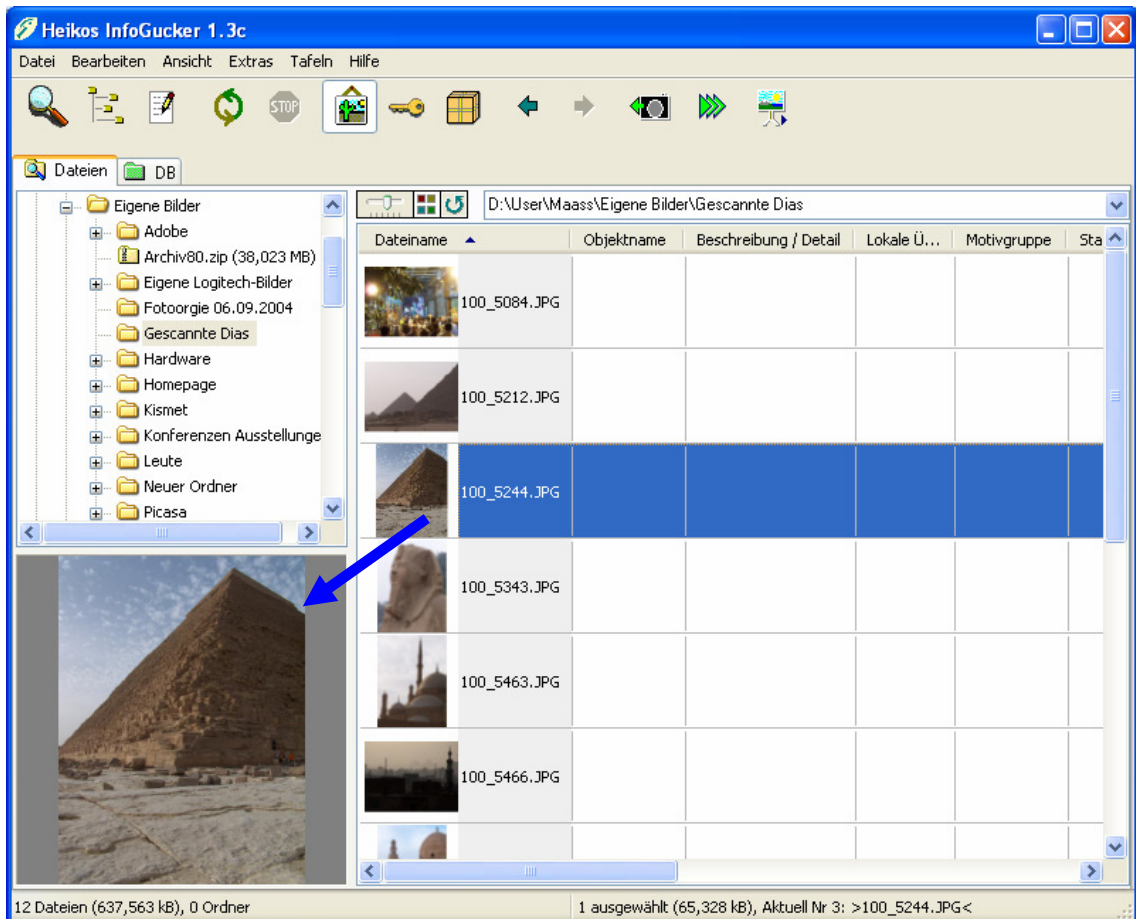 Heikos InfoGucker 1.3c
Datei Bearbeiten Ansicht Extras Tafeln Hilfe
STOP
Dateien DB
Eigene Bilder
Adobe
Archiv80.zip (38,023 MB)
Eigene Logitech-Bilder
Fotoorgie 06.09.2004
Gescannte Dias
Hardware
Homepage
Kismet
Konferenzen Ausstellunge
Leute
Neuer Ordner
Picasa
D:\User\Maass\Eigene Bilder\Gescannte Dias
Dateiname Objektname Beschreibung / Detail Lokale Ü... Motivgruppe Sta
100_5084.JPG
100_5212.JPG
100_5244.JPG
100_5343.JPG
100_5463.JPG
100_5466.JPG
12 Dateien (637,563 kB), 0 Ordner 1 ausgewählt (65,328 kB), Aktuell Nr 3: >100_5244.JPG<